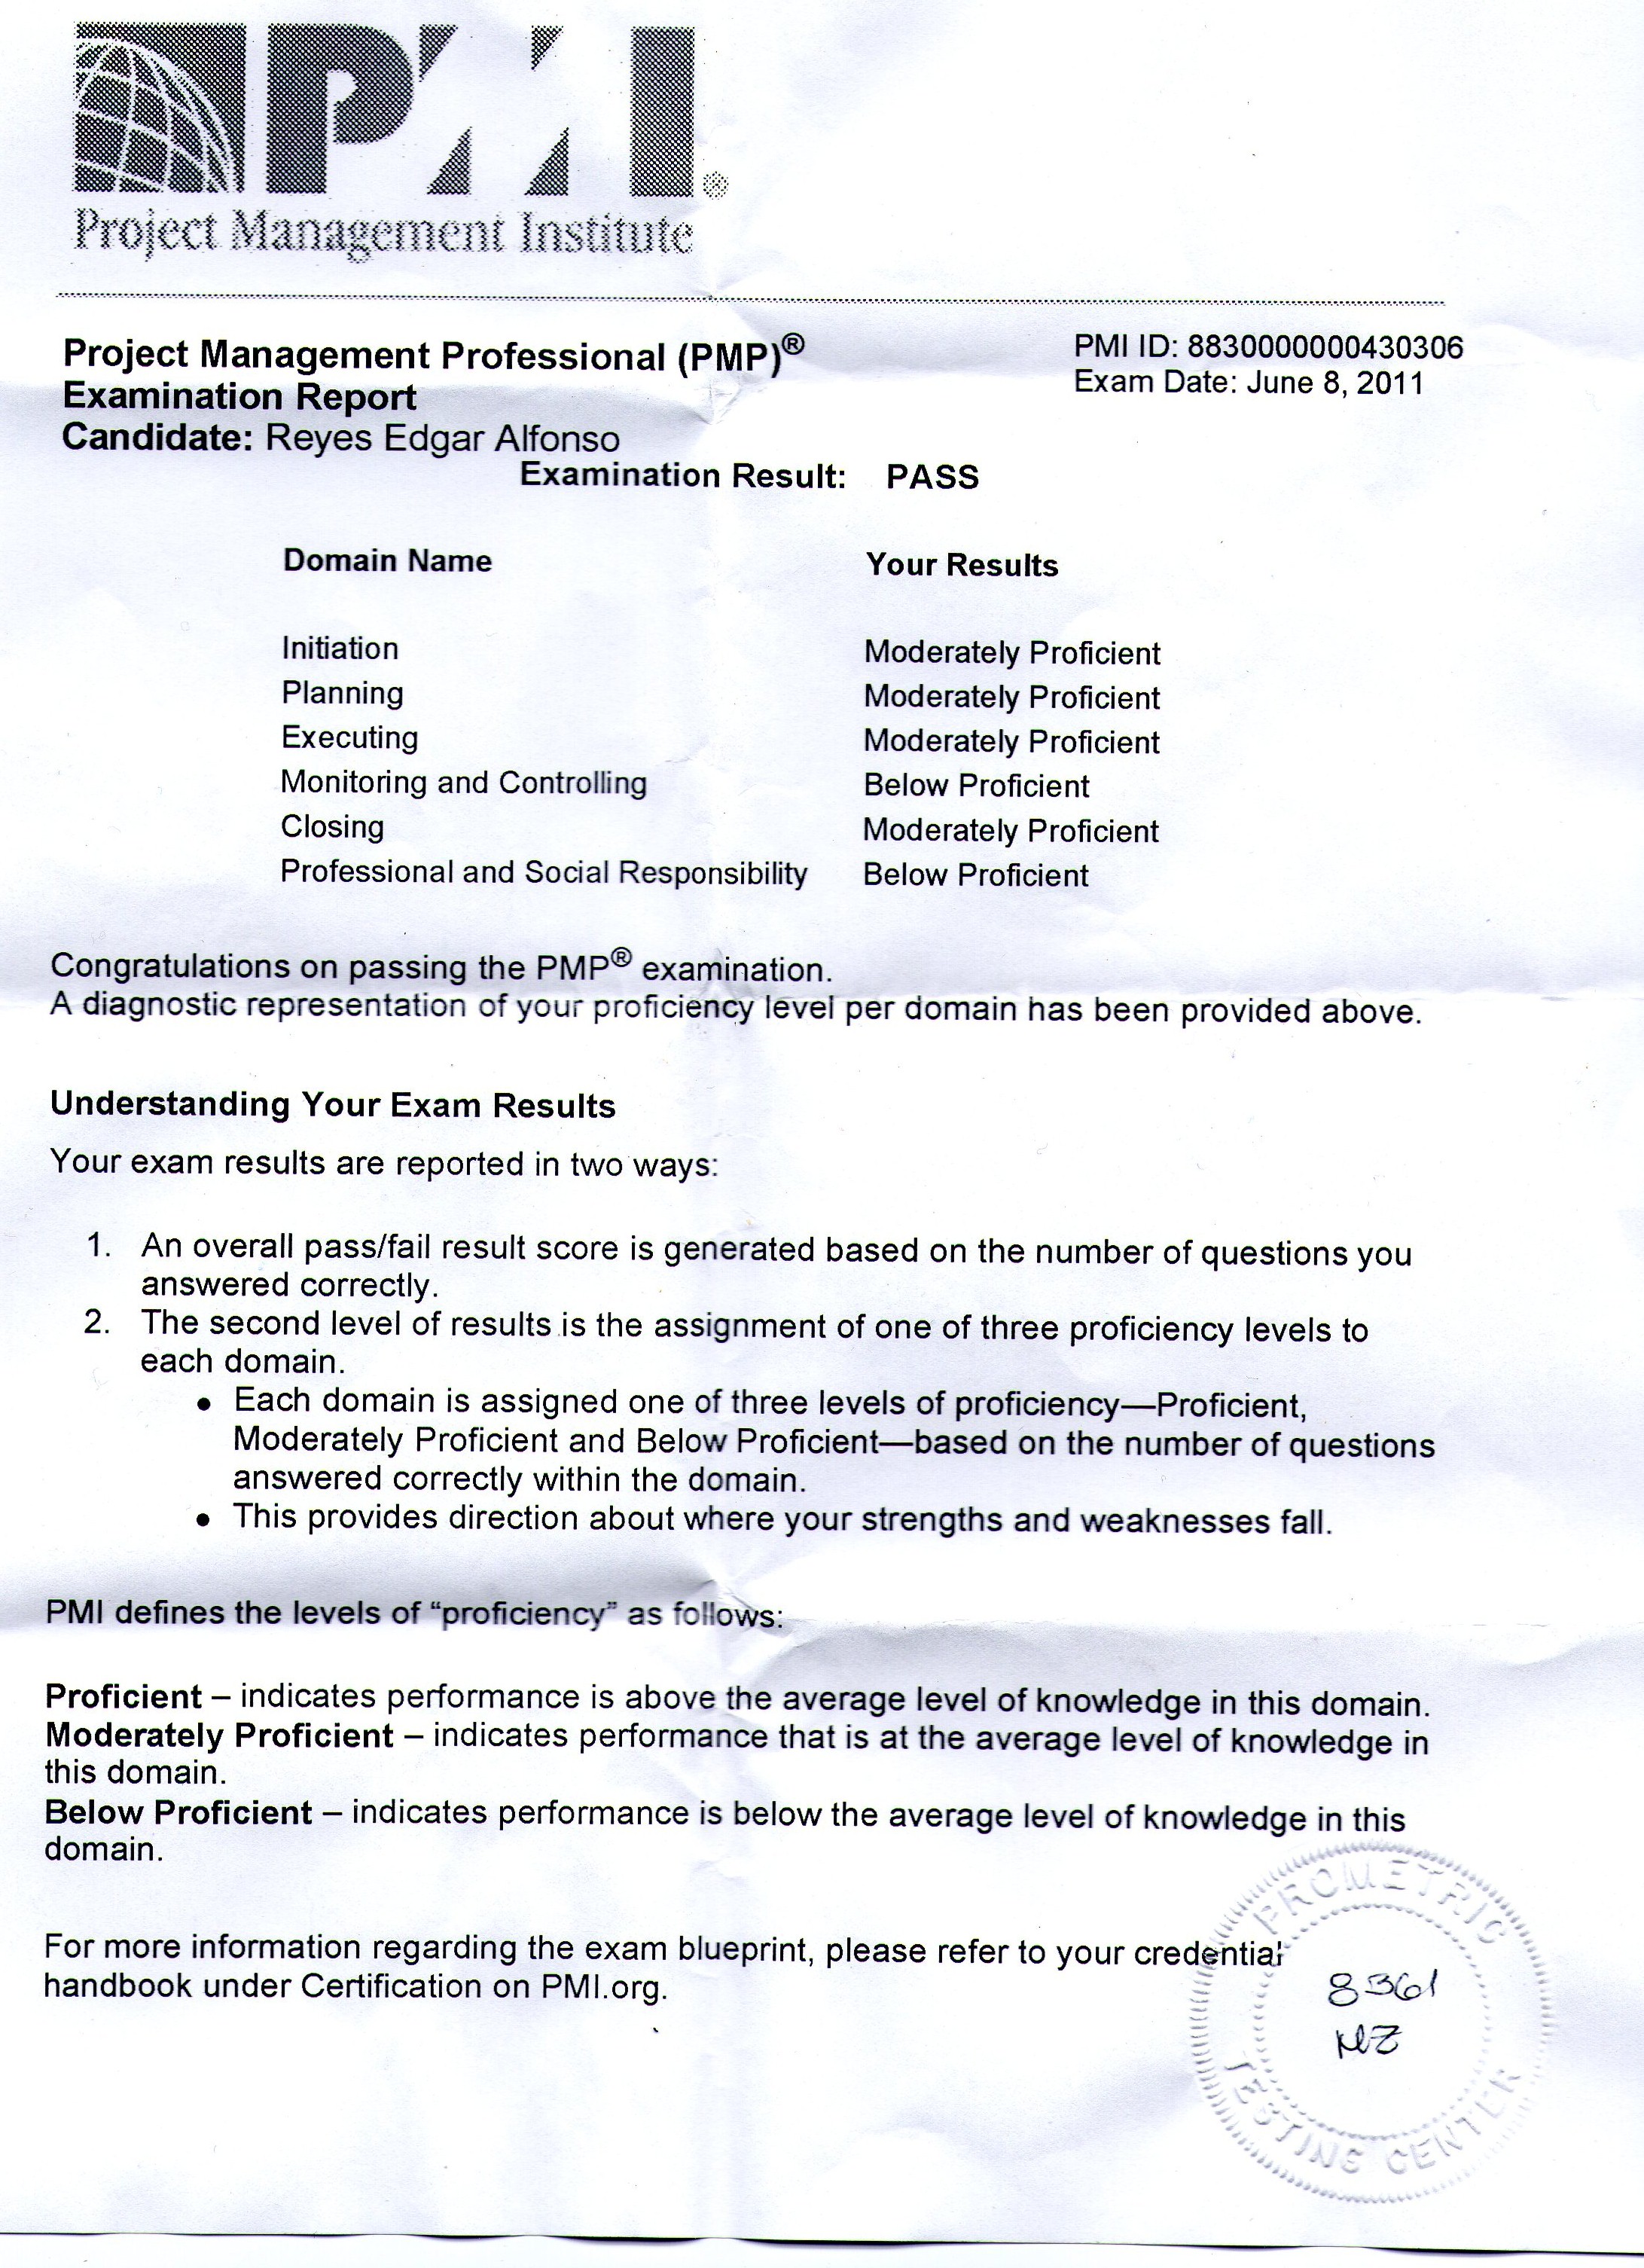 PMI®
Project Management Institute
Project Management Professional (PMP)®
PMI ID: 8830000000430306
Examination Report
Exam Date: June 8, 2011
Candidate: Reyes Edgar Alfonso
Examination Result: PASS
Domain Name Your Results
Initiation Moderately Proficient
Planning Moderately Proficient
Executing Moderately Proficient
Monitoring and Controlling Below Proficient
Closing Moderately Proficient
Professional and Social Responsibility Below Proficient
Congratulations on passing the PMP® examination.
A diagnostic representation of your proficiency level per domain has been provided above.
Understanding Your Exam Results
Your exam results are reported in two ways:
1. An overall pass/fail result score is generated based on the number of questions you
answered correctly.
2. The second level of results is the assignment of one of three proficiency levels to
each domain.
• Each domain is assigned one of three levels of proficiency—Proficient,
Moderately Proficient and Below Proficient—based on the number of questions
answered correctly within the domain.
• This provides direction about where your strengths and weaknesses fall.
PMI defines the levels of “proficiency” as follows:
Proficient – indicates performance is above the average level of knowledge in this domain.
Moderately Proficient – indicates performance that is at the average level of knowledge in
this domain.
Below Proficient – indicates performance is below the average level of knowledge in this
domain.
For more information regarding the exam blueprint, please refer to your credential
handbook under Certification on PMI.org.
PROMETRIC
8361
TESTING CENTER